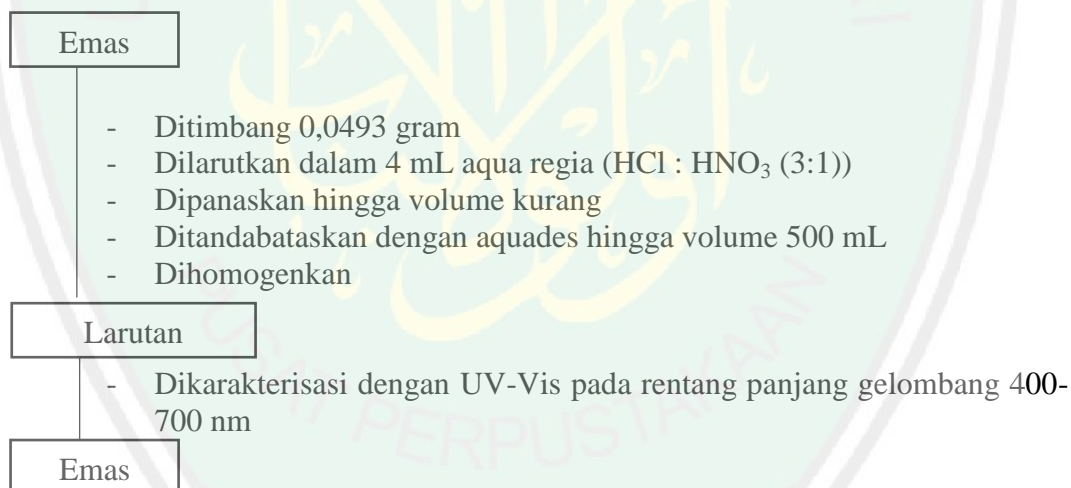 Emas
- Ditimbang 0,0493 gram
- Dilarutkan dalam 4 mL aqua regia (HCl : HNO₃ (3:1))
- Dipanaskan hingga volume kurang
- Ditandabataskan dengan aquades hingga volume 500 mL
- Dihomogenkan
Larutan
- Dikarakterisasi dengan UV-Vis pada rentang panjang gelombang 400-
700 nm
Emas
PUSAT PERPUSTAKAAN